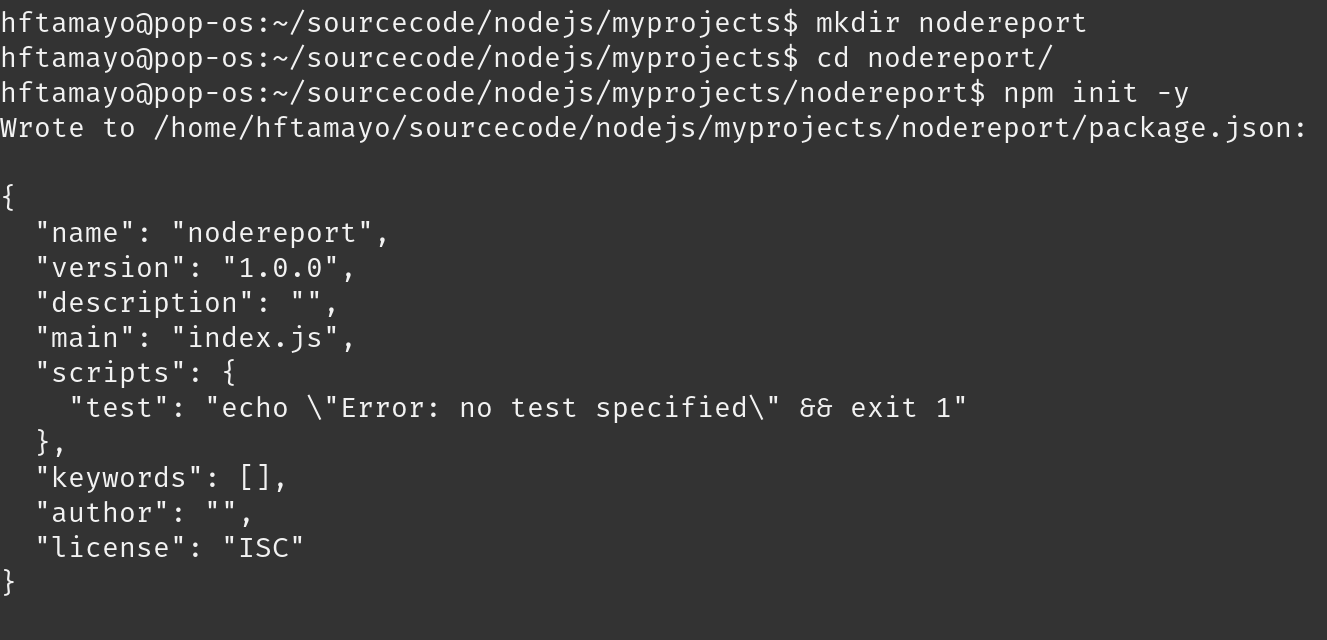 hftamayo@pop-os:~/sourcecode/nodejs/myprojects$ mkdir nodereport
hftamayo@pop-os:~/sourcecode/nodejs/myprojects$ cd nodereport/
hftamayo@pop-os:~/sourcecode/nodejs/myprojects/nodereport$ npm init -y
Wrote to /home/hftamayo/sourcecode/nodejs/myprojects/nodereport/package.json:

{
  "name": "nodereport",
  "version": "1.0.0",
  "description": "",
  "main": "index.js",
  "scripts": {
    "test": "echo \"Error: no test specified\" && exit 1"
  },
  "keywords": [],
  "author": "",
  "license": "ISC"
}